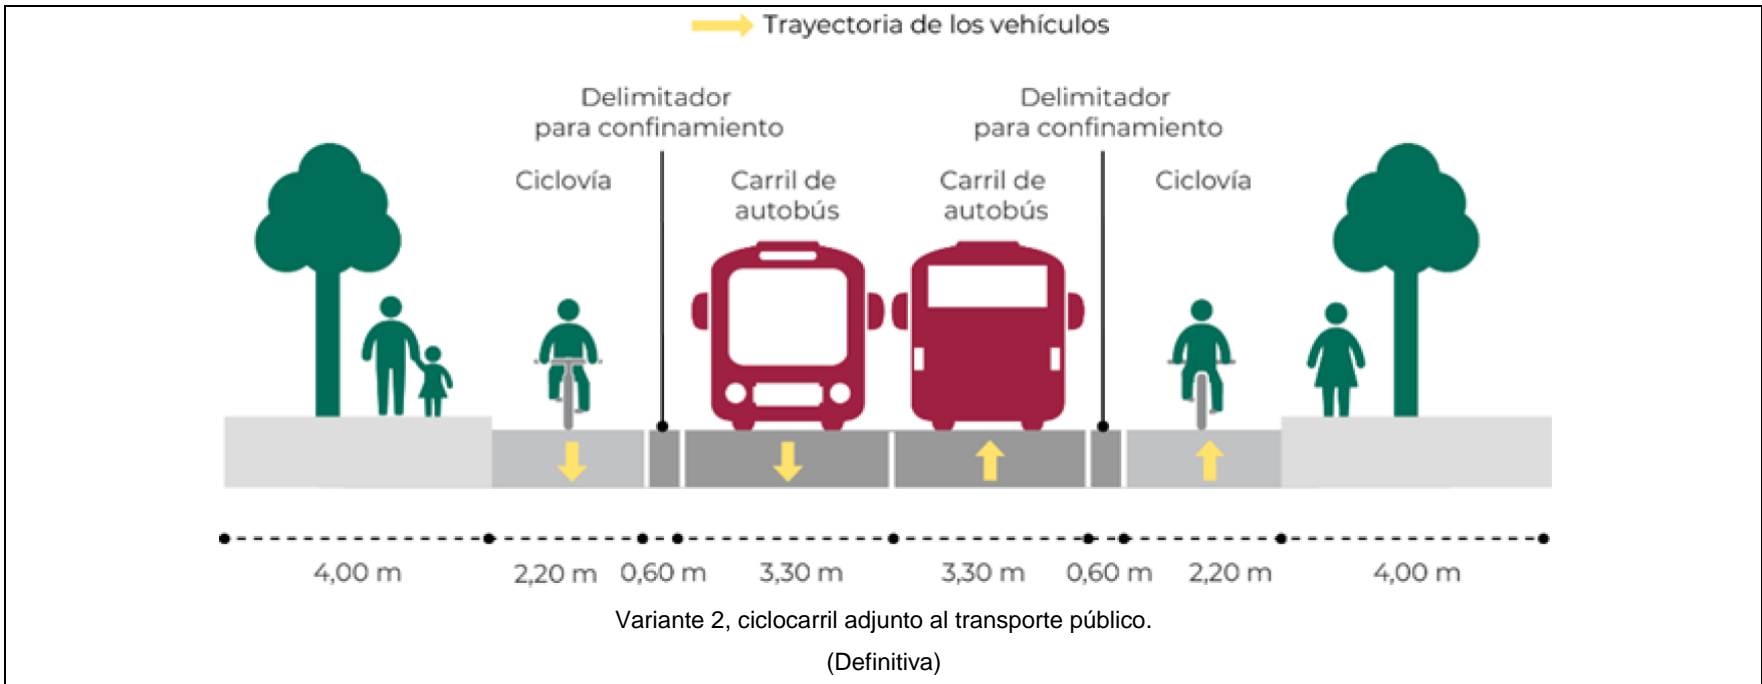 Trayectoria de los vehículos
Delimitador
para confinamiento
Delimitador
para confinamiento
Ciclovía
Carril de
autobús
Carril de
autobús
Ciclovía
4,00 m
2,20 m
0,60 m
3,30 m
3,30 m
0,60 m
2,20 m
4,00 m
Variante 2, ciclocarril adjunto al transporte público.
(Definitiva)